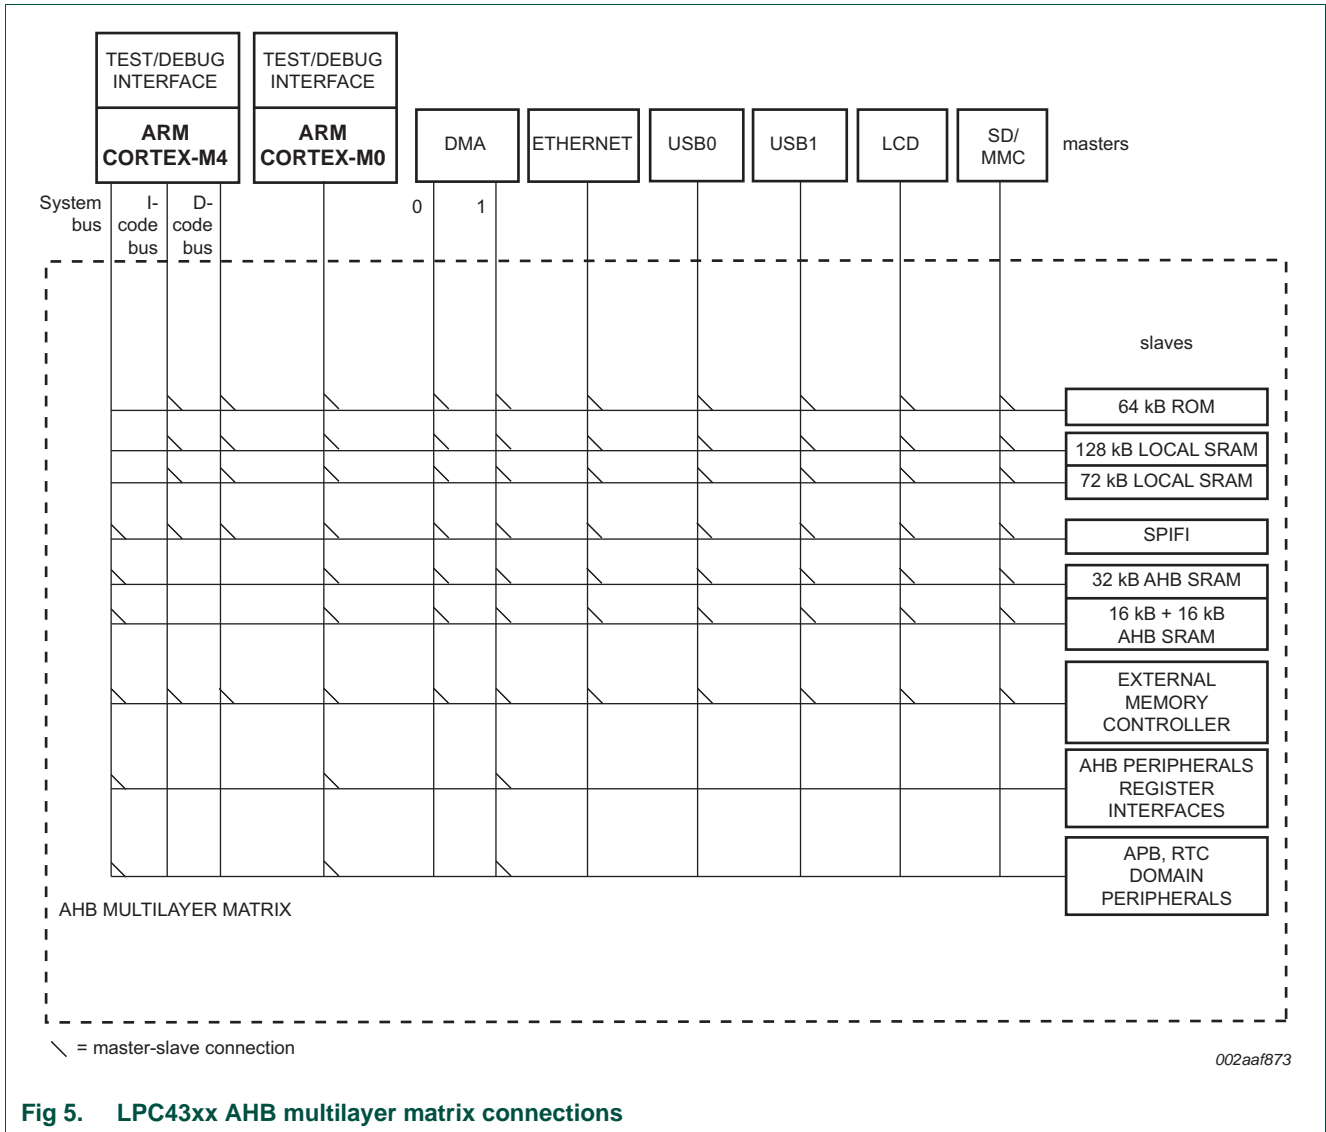 TEST/DEBUG
INTERFACE
TEST/DEBUG
INTERFACE
ARM
CORTEX-M4
ARM
CORTEX-M0
DMA
ETHERNET
USB0
USB1
LCD
SD/
MMC
masters
System
bus
I-
code
bus
D-
code
bus
0
1
slaves
64 kB ROM
128 kB LOCAL SRAM
72 kB LOCAL SRAM
SPIFI
32 kB AHB SRAM
16 kB + 16 kB
AHB SRAM
EXTERNAL
MEMORY
CONTROLLER
AHB PERIPHERALS
REGISTER
INTERFACES
APB, RTC
DOMAIN
PERIPHERALS
AHB MULTILAYER MATRIX
= master-slave connection
002aaf873
Fig 5. LPC43xx AHB multilayer matrix connections